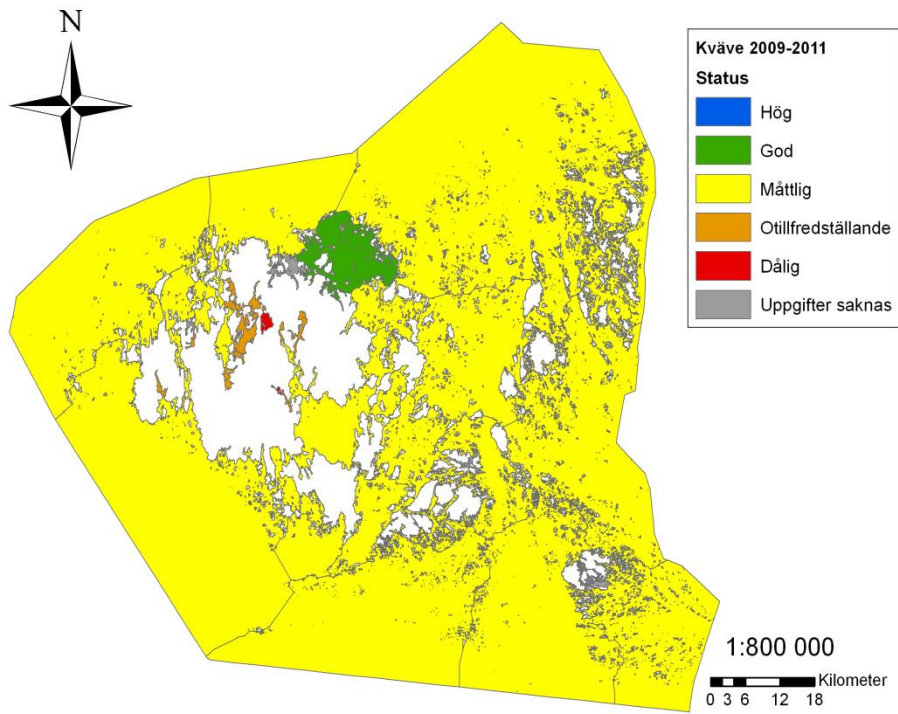 N
Kväve 2009-2011
Status
Hög
God
Måttlig
Otillfredställande
Dålig
Uppgifter saknas
1:800 000
Kilometer
0 3 6 12 18